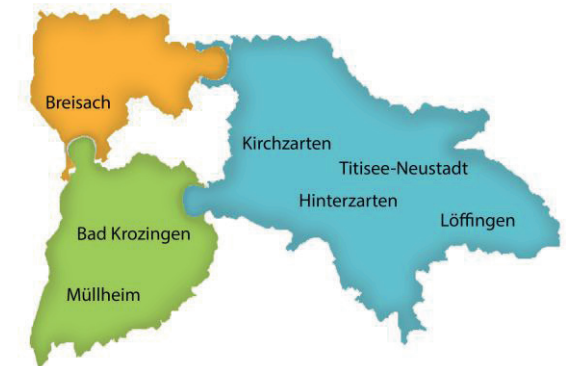 Breisach
Kirchzarten
Titisee-Neustadt
Hinterzarten
Löffingen
Bad Krozingen
Müllheim